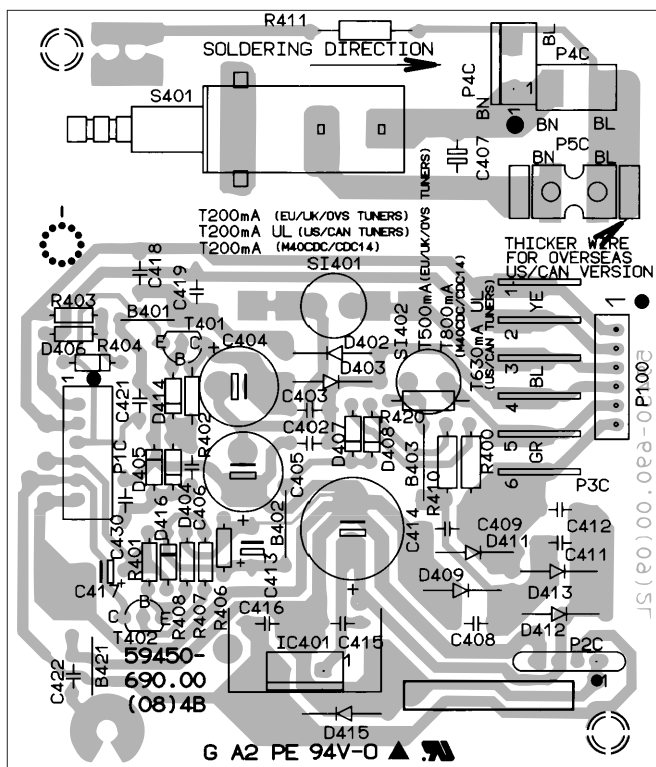 R411
SOLDERING DIRECTION
BL
P4C
P4C
1
BN
1
BN BL
S401
C407
P5C
BN BL
T200mA (EU/UK/OVS TUNERS)
T200mA UL (US/CAN TUNERS)
T200mA (M40CDC/CDC14)
THICKER WIRE
FOR OVERSEAS
US/CAN VERSION
C418
C419
SI401
SI402
T500mA (EU/UK/OVS TUNERS)
T800mA
(M40CDC/CDC14)
T630mA UL
(US/CAN TUNERS)
R403
B401
T401
E
C
B
+
C404
D402
D403
D406
R404
1
YE
2
3
BL
4
5
GR
6
1
P100
P3C
C421
D414
R402
C403
C402
D407
D408
R420
P1C
D405
D404
C406
C405
B403
R410
R400
C430
D416
R401
R408
R407
R406
+
B402
+
C413
C414
+
C409
D411
C412
C411
D409
D413
C408
D412
C417
+
B
C
E
T402
C416
C415
IC401
1
P2C
1
C422
B421
59450-
690.00
(08)4B
D415
G A2 PE 94V-0